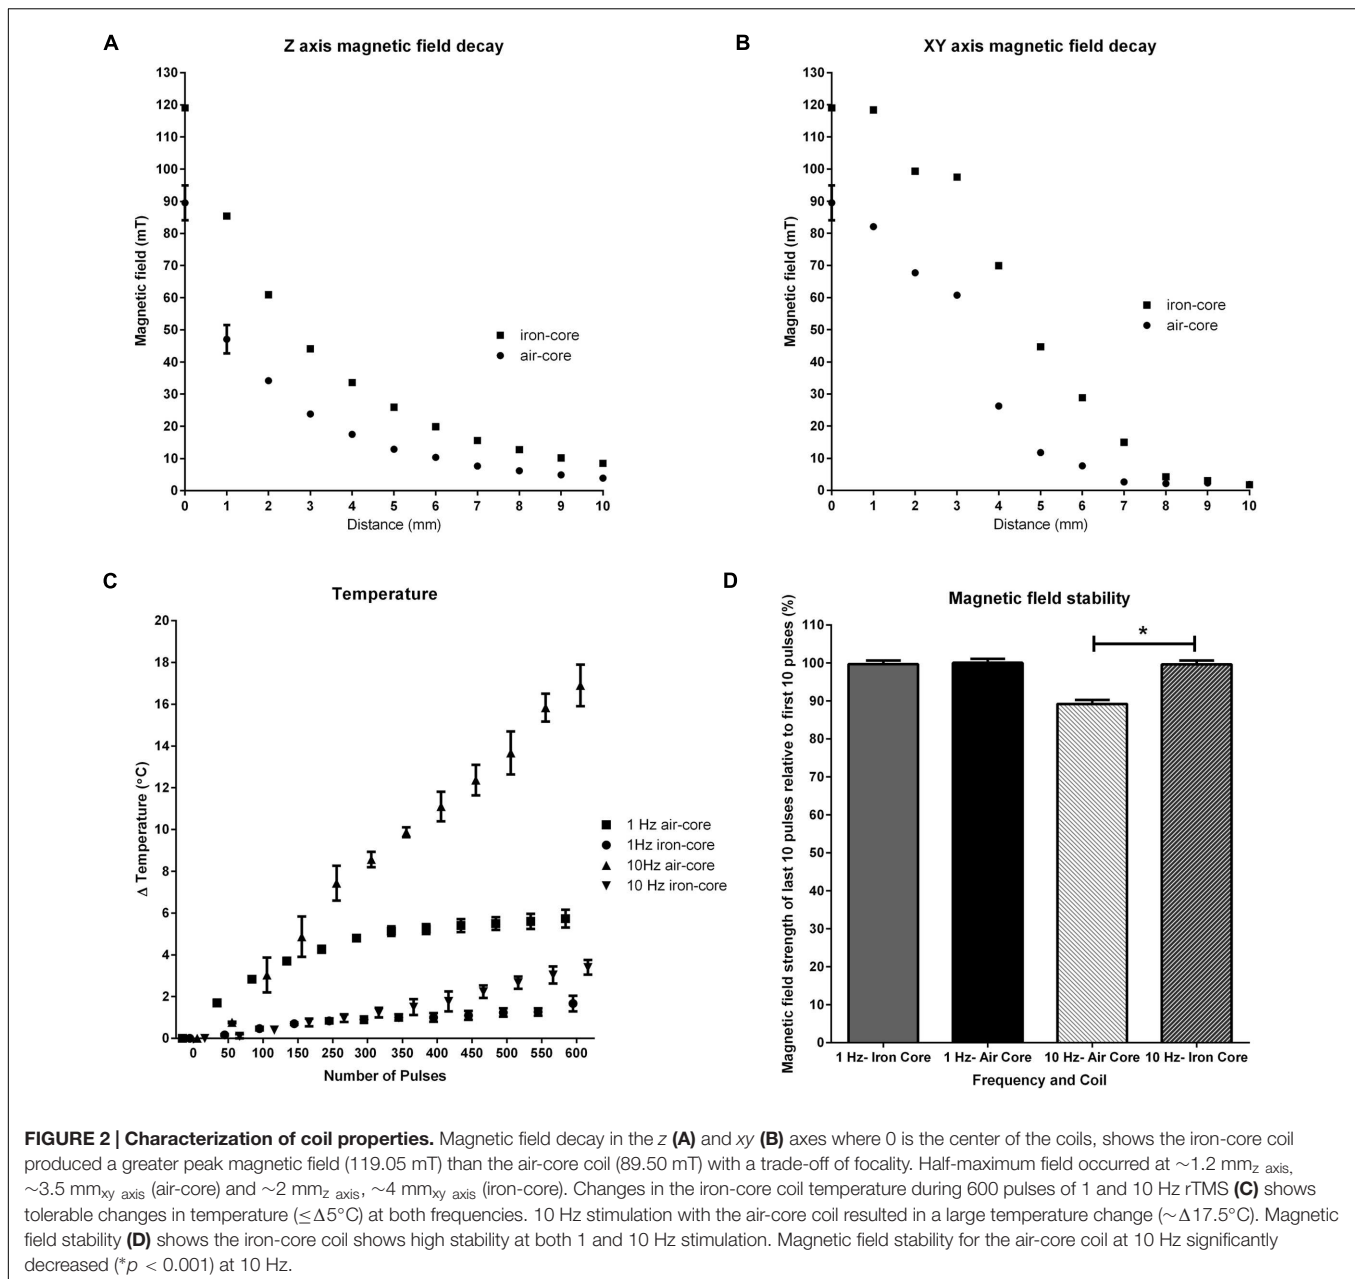 A
Z axis magnetic field decay
130
120
110
100
90
80
70
60
50
40
30
20
10
0
Magnetic field (mT)
iron-core
air-core
0 1 2 3 4 5 6 7 8 9 10
Distance (mm)
B
XY axis magnetic field decay
130
120
110
100
90
80
70
60
50
40
30
20
10
0
Magnetic field (mT)
iron-core
air-core
0 1 2 3 4 5 6 7 8 9 10
Distance (mm)
C
Temperature
20
18
16
14
12
10
8
6
4
2
0
Δ Temperature (°C)
1 Hz air-core
1Hz iron-core
10Hz air-core
10 Hz iron-core
0 50 100 150 200 250 300 350 400 450 500 550 600
Number of Pulses
D
Magnetic field stability
110
100
90
80
70
60
50
40
30
20
10
0
Magnetic field strength of last 10 pulses relative to first 10 pulses (%)
*
1 Hz- Iron Core 1 Hz- Air Core 10 Hz- Air Core 10 Hz- Iron Core
Frequency and Coil
FIGURE 2 | Characterization of coil properties. Magnetic field decay in the z (A) and xy (B) axes where 0 is the center of the coils, shows the iron-core coil
produced a greater peak magnetic field (119.05 mT) than the air-core coil (89.50 mT) with a trade-off of focality. Half-maximum field occurred at ~1.2 mm z axis,
~3.5 mm xy axis (air-core) and ~2 mm z axis, ~4 mm xy axis (iron-core). Changes in the iron-core coil temperature during 600 pulses of 1 and 10 Hz rTMS (C) shows
tolerable changes in temperature (≤Δ5°C) at both frequencies. 10 Hz stimulation with the air-core coil resulted in a large temperature change (~Δ17.5°C). Magnetic
field stability (D) shows the iron-core coil shows high stability at both 1 and 10 Hz stimulation. Magnetic field stability for the air-core coil at 10 Hz significantly
decreased (*p < 0.001) at 10 Hz.